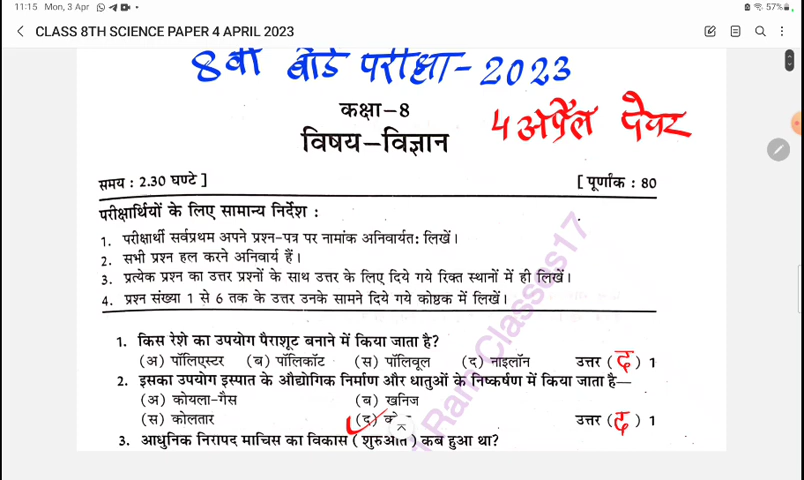 11:15 Mon, 3 Apr
57%
CLASS 8TH SCIENCE PAPER 4 APRIL 2023
8वीं बोर्ड परीक्षा-2023
4 अप्रैल पेपर
कक्षा–8
विषय–विज्ञान
समय : 2.30 घण्टे ]
[ पूर्णांक : 80
परीक्षार्थियों के लिए सामान्य निर्देश :
1. परीक्षार्थी सर्वप्रथम अपने प्रश्न-पत्र पर नामांक अनिवार्यत: लिखें।
2. सभी प्रश्न हल करने अनिवार्य हैं।
3. प्रत्येक प्रश्न का उत्तर प्रश्नों के साथ उत्तर के लिए दिये गये रिक्त स्थानों में ही लिखें।
4. प्रश्न संख्या 1 से 6 तक के उत्तर उनके सामने दिये गये कोष्ठक में लिखें।
1. किस रेशे का उपयोग पैराशूट बनाने में किया जाता है?
(अ) पॉलिएस्टर (ब) पॉलिकॉट (स) पॉलिवूल (द) नाइलॉन उत्तर ( द ) 1
2. इसका उपयोग इस्पात के औद्योगिक निर्माण और धातुओं के निष्कर्षण में किया जाता है—
(अ) कोयला-गैस (ब) खनिज
(स) कोलतार (द) उत्तर ( द ) 1
3. आधुनिक निरापद माचिस का विकास ( शुरुआत ) कब हुआ था?
Ram Classes17